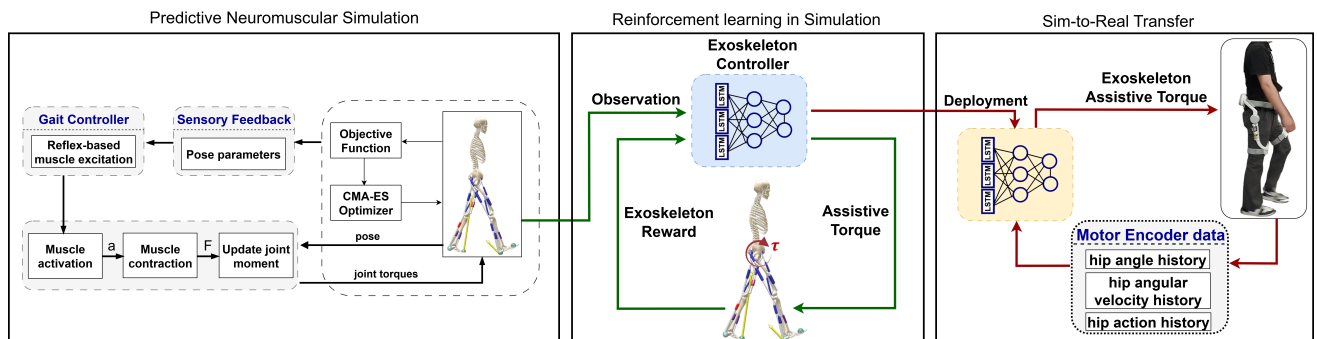 Predictive Neuromuscular Simulation
Gait Controller
Reflex-based
muscle excitation
Sensory Feedback
Pose parameters
Objective
Function
CMA-ES
Optimizer
Muscle
activation
a
Muscle
contraction
F
Update joint
moment
pose
joint torques
Reinforcement learning in Simulation
Exoskeleton
Controller
Observation
LSTM
LSTM
LSTM
Exoskeleton
Reward
τ
Assistive
Torque
Sim-to-Real Transfer
Deployment
Exoskeleton
Assistive Torque
LSTM
LSTM
LSTM
Motor Encoder data
hip angle history
hip angular
velocity history
hip action history